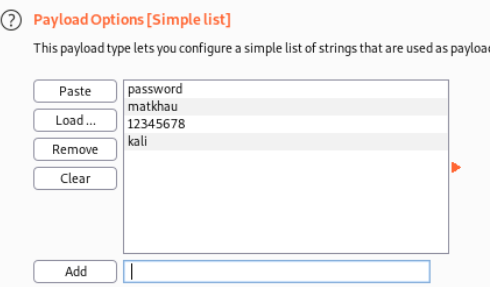 Payload Options [Simple list]
This payload type lets you configure a simple list of strings that are used as payload
Paste
Load ...
Remove
Clear
password
matkhau
12345678
kali
Add